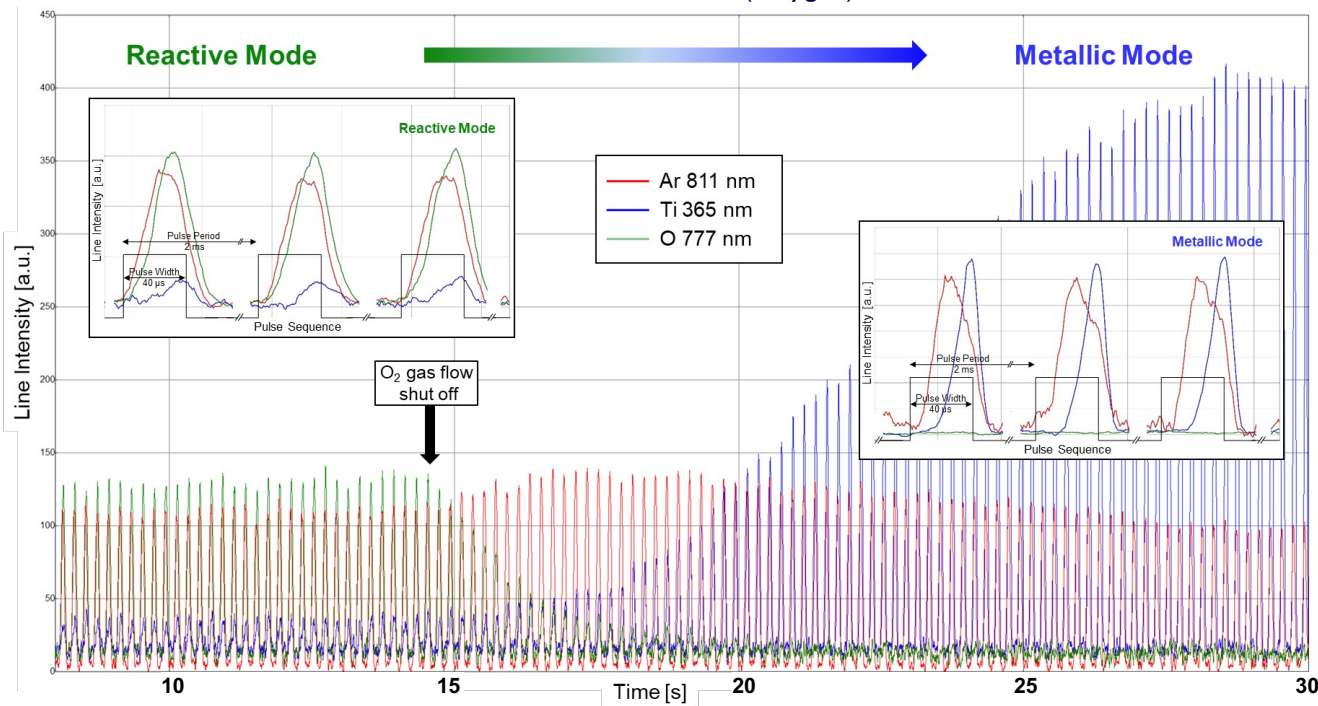 450
400
350
300
250
200
150
100
50
0
Line Intensity [a.u.]
Reactive Mode
Metallic Mode
Reactive Mode
Line Intensity [a.u.]
Pulse Period
2 ms
Pulse Width
40 µs
Pulse Sequence
Ar 811 nm
Ti 365 nm
O 777 nm
O₂ gas flow
shut off
Metallic Mode
Line Intensity [a.u.]
Pulse Period
2 ms
Pulse Width
40 µs
Pulse Sequence
10
15
20
25
30
Time [s]